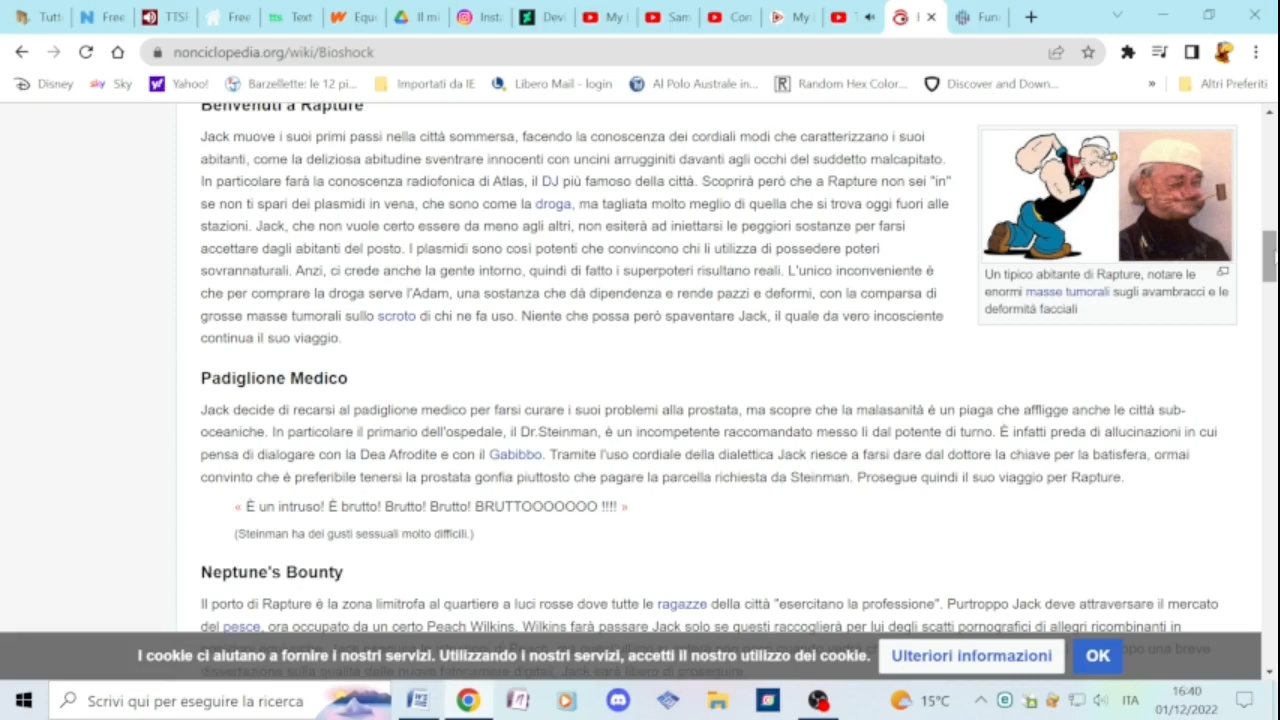 Tutt
Free
TTSF
Free
tts Text
Equ
Il mi
Inst
Devi
My l
Sam
Con
My
nonciclopedia.org/wiki/Bioshock
Disney
sky Sky
Yahoo!
Barzellette: le 12 pi...
Importati da IE
Libero Mail - login
Al Polo Australe in...
Random Hex Color...
Discover and Down...
»
Altri Preferiti
Benvenuti a Rapture
Jack muove i suoi primi passi nella città sommersa, facendo la conoscenza dei cordiali modi che caratterizzano i suoi
abitanti, come la deliziosa abitudine sventrare innocenti con uncini arrugginiti davanti agli occhi del suddetto malcapitato.
In particolare farà la conoscenza radiofonica di Atlas, il DJ più famoso della città. Scoprirà però che a Rapture non sei "in"
se non ti spari dei plasmidi in vena, che sono come la droga, ma tagliata molto meglio di quella che si trova oggi fuori alle
stazioni. Jack, che non vuole certo essere da meno agli altri, non esiterà ad iniettarsi le peggiori sostanze per farsi
accettare dagli abitanti del posto. I plasmidi sono così potenti che convincono chi li utilizza di possedere poteri
sovrannaturali. Anzi, ci crede anche la gente intorno, quindi di fatto i superpoteri risultano reali. L'unico inconveniente è
che per comprare la droga serve l'Adam, una sostanza che dà dipendenza e rende pazzi e deformi, con la comparsa di
grosse masse tumorali sullo scroto di chi ne fa uso. Niente che possa però spaventare Jack, il quale da vero incosciente
continua il suo viaggio.
Un tipico abitante di Rapture, notare le
enormi masse tumorali sugli avambracci e le
deformità facciali
Padiglione Medico
Jack decide di recarsi al padiglione medico per farsi curare i suoi problemi alla prostata, ma scopre che la malasanità è un piaga che affligge anche le città sub-
oceaniche. In particolare il primario dell'ospedale, il Dr.Steinman, è un incompetente raccomandato messo lì dal potente di turno. È infatti preda di allucinazioni in cui
pensa di dialogare con la Dea Afrodite e con il Gabibbo. Tramite l'uso cordiale della dialettica Jack riesce a farsi dare dal dottore la chiave per la batisfera, ormai
convinto che è preferibile tenersi la prostata gonfia piuttosto che pagare la parcella richiesta da Steinman. Prosegue quindi il suo viaggio per Rapture.
« È un intruso! È brutto! Brutto! Brutto! BRUTTOOOOOOO !!!! »
(Steinman ha dei gusti sessuali molto difficili.)
Neptune's Bounty
Il porto di Rapture è la zona limitrofa al quartiere a luci rosse dove tutte le ragazze della città "esercitano la professione". Purtroppo Jack deve attraversare il mercato
del pesce, ora occupato da un certo Peach Wilkins. Wilkins farà passare Jack solo se questi raccoglierà per lui degli scatti pornografici di allegri ricombinanti in
I cookie ci aiutano a fornire i nostri servizi. Utilizzando i nostri servizi, accetti il nostro utilizzo dei cookie.
Ulteriori informazioni
OK
Scrivi qui per eseguire la ricerca
15°C
ITA
16:40
01/12/2022